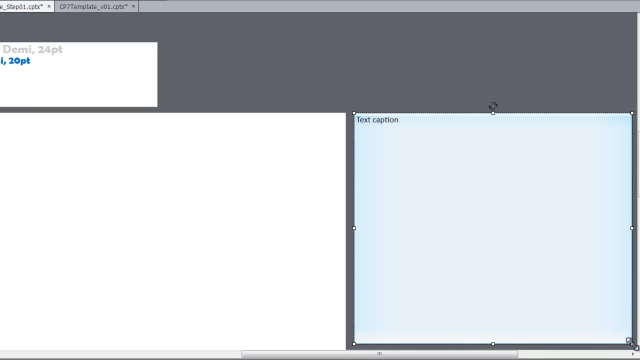 e_Step01.cptx* × CP7Template_v01.cptx* ×
Demi, 24pt
i, 20pt
Text caption